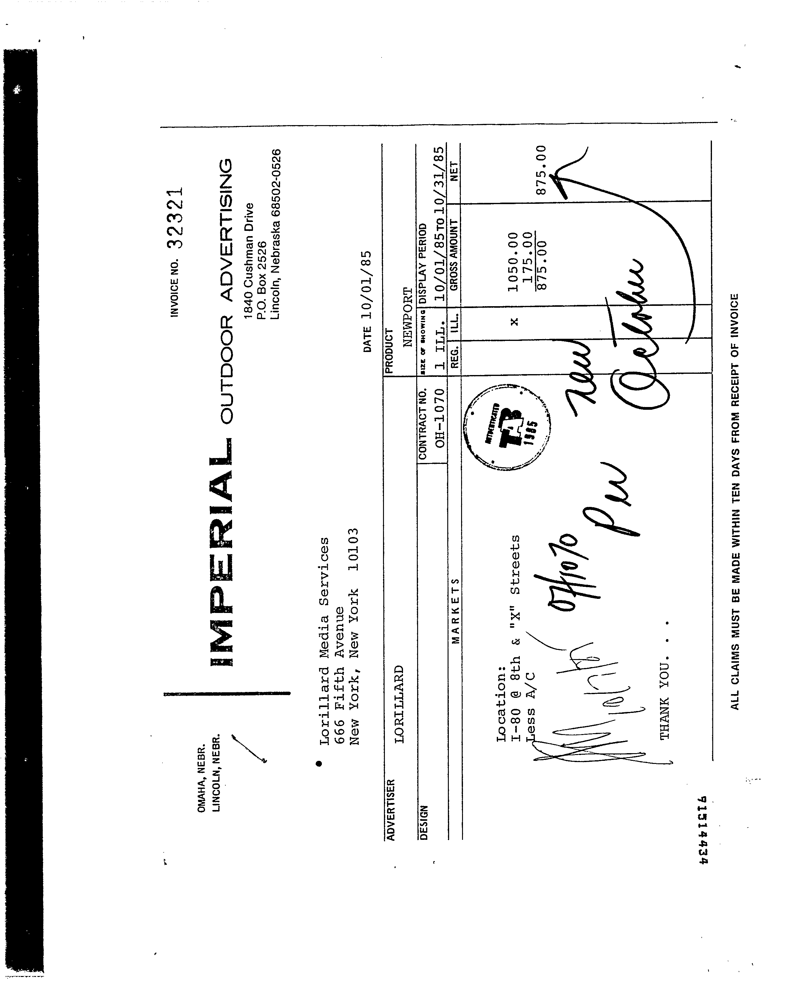 OMAHA, NEBR.
LINCOLN, NEBR.
INVOICE NO. 32321
IMPERIAL OUTDOOR ADVERTISING
1840 Cushman Drive
P.O. Box 2526
Lincoln, Nebraska 68502-0526
Lorillard Media Services
666 Fifth Avenue
New York, New York 10103
DATE 10/01/85
ADVERTISER PRODUCT
LORILLARD NEWPORT
DESIGN CONTRACT NO. SIZE OF SHOWING DISPLAY PERIOD
OH-1070 1 ILL. 10/01/85 TO 10/31/85
MARKETS REG. ILL. GROSS AMOUNT NET
AUTHENTICATED
TAB
1985
Location:
I-80 @ 8th & "X" Streets x 1050.00
Less A/C 175.00
875.00 875.00
October
THANK YOU. . .
ALL CLAIMS MUST BE MADE WITHIN TEN DAYS FROM RECEIPT OF INVOICE
91514434